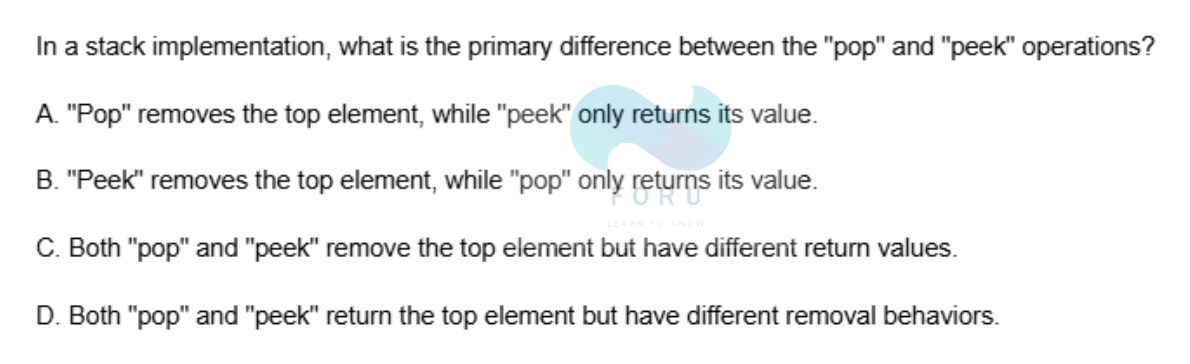 In a stack implementation, what is the primary difference between the "pop" and "peek" operations?
A. "Pop" removes the top element, while "peek" only returns its value.
B. "Peek" removes the top element, while "pop" only returns its value.
FORU
LEARN TO KNOW
C. Both "pop" and "peek" remove the top element but have different return values.
D. Both "pop" and "peek" return the top element but have different removal behaviors.